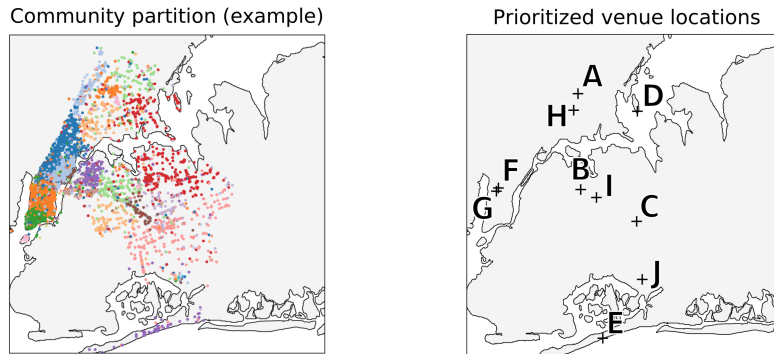 Community partition (example)
Prioritized venue locations
A
D
H
B
F
I
G
C
J
E